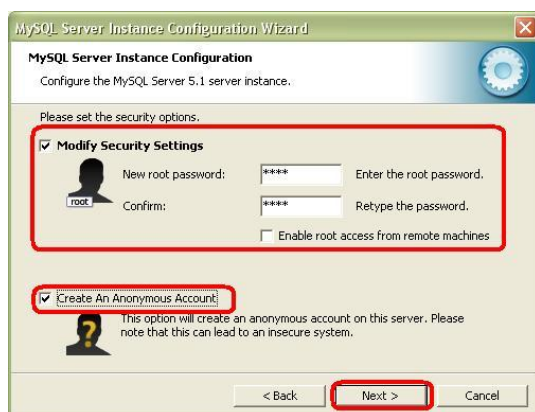 MySQL Server Instance Configuration Wizard
MySQL Server Instance Configuration
Configure the MySQL Server 5.1 server instance.
Please set the security options.
Modify Security Settings
root
New root password: **** Enter the root password.
Confirm: **** Retype the password.
Enable root access from remote machines
Create An Anonymous Account
This option will create an anonymous account on this server. Please
note that this can lead to an insecure system.
< Back Next > Cancel